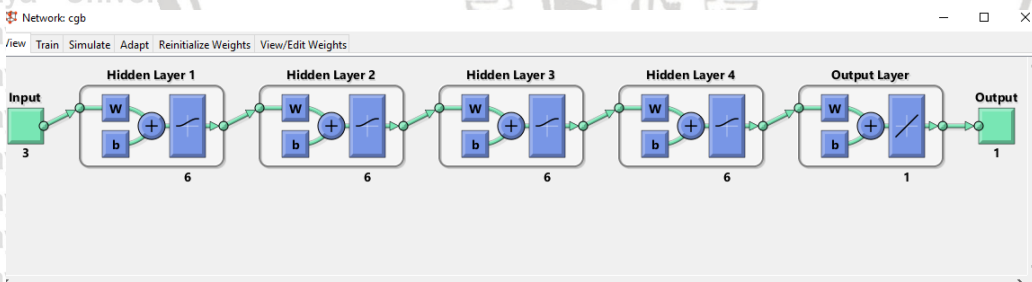 Network: cgb
View Train Simulate Adapt Reinitialize Weights View/Edit Weights
Hidden Layer 1 Hidden Layer 2 Hidden Layer 3 Hidden Layer 4 Output Layer
Input Output
W W W W W
b b b b b
3 1
6 6 6 6 1